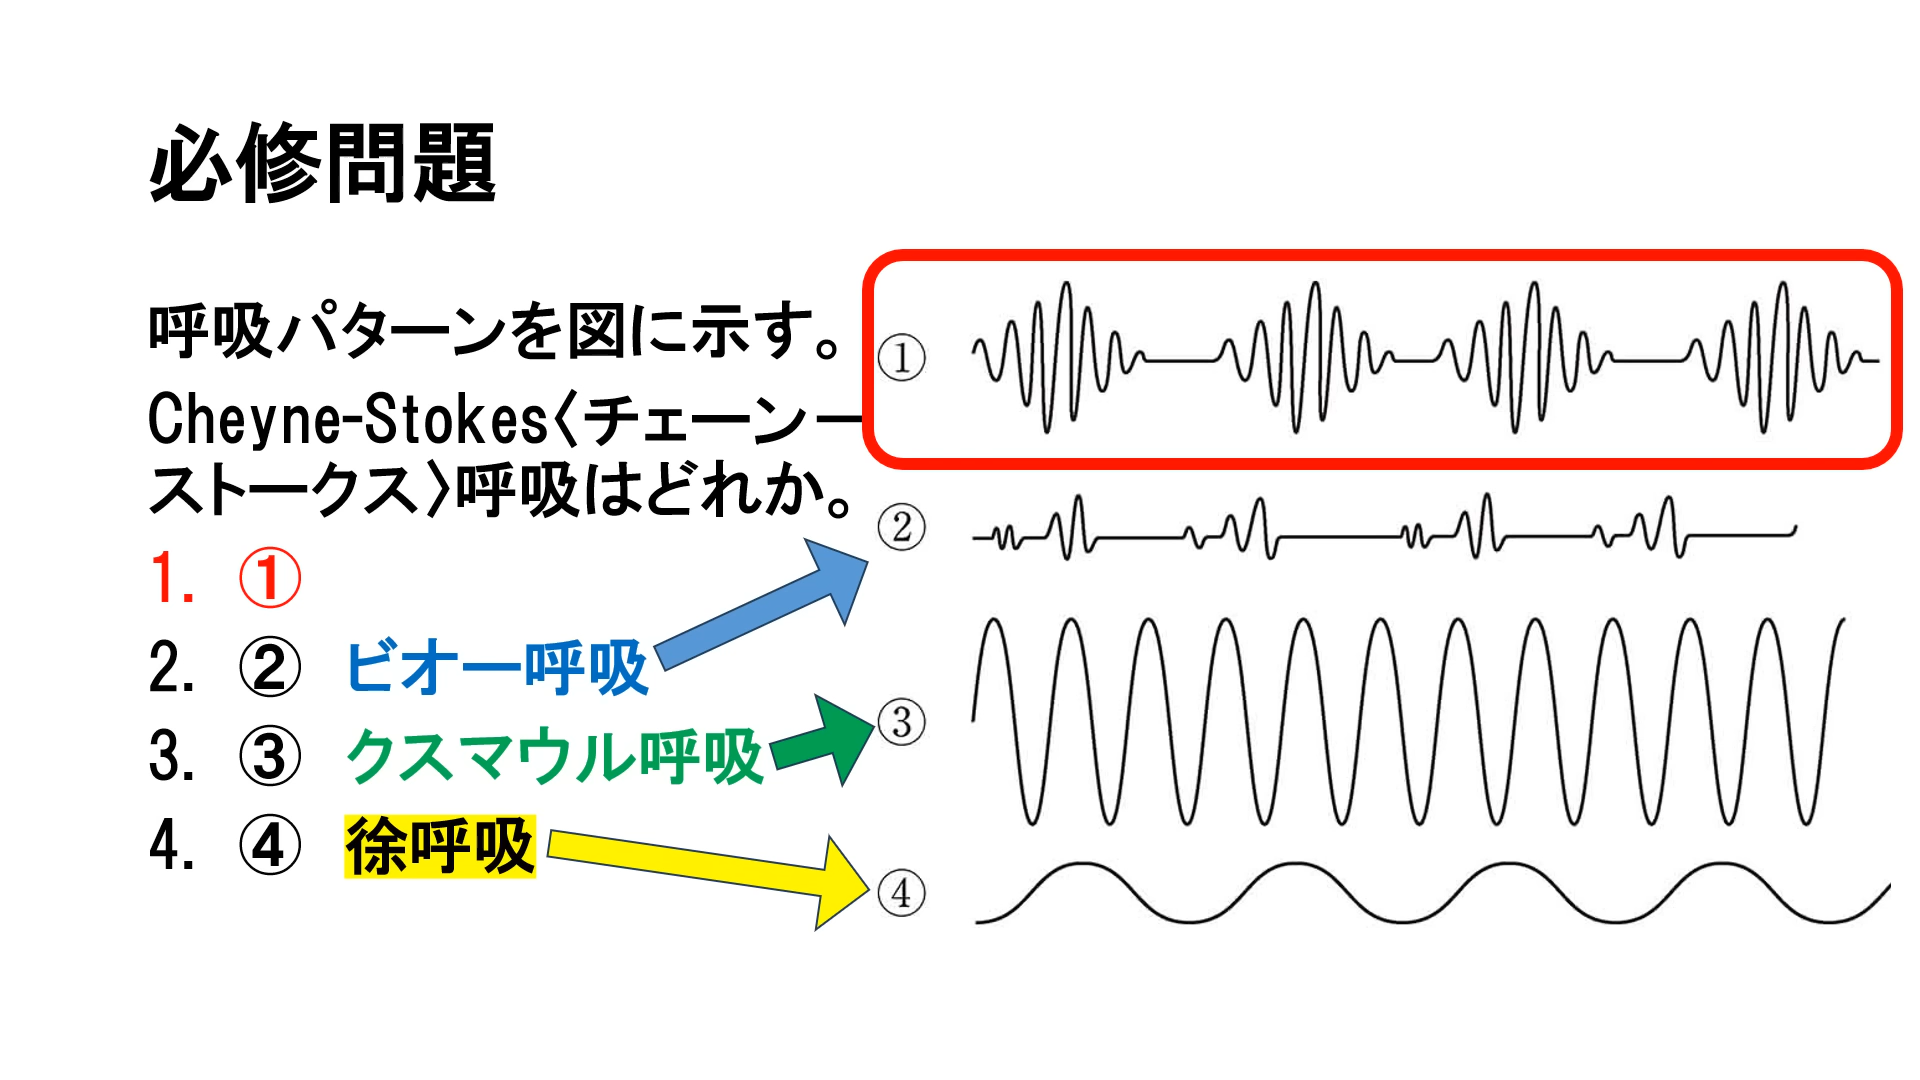 必修問題
呼吸パターンを図に示す。
Cheyne-Stokes〈チェーン－
ストークス〉呼吸はどれか。
1. ①
2. ② ビオー呼吸
3. ③ クスマウル呼吸
4. ④ 徐呼吸
①
②
③
④